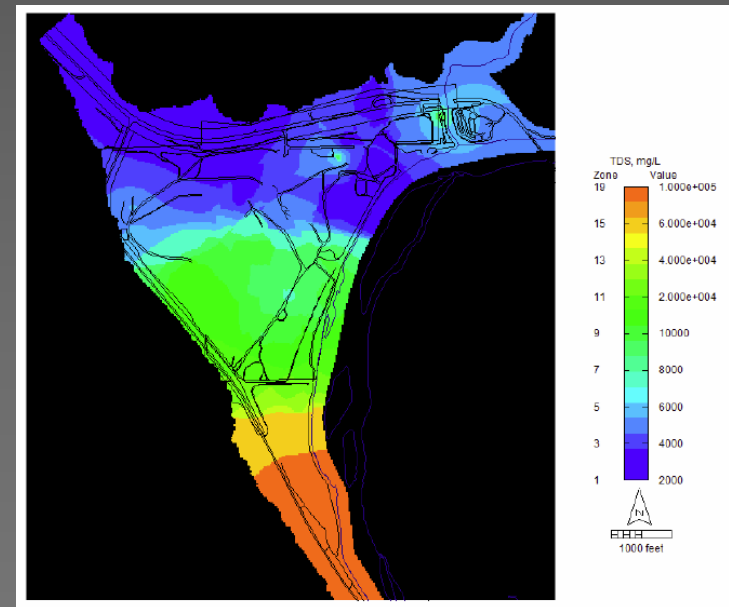 TDS, mg/L
Zone Value
19 1.000e+005
15 6.000e+004
13 4.000e+004
11 2.000e+004
9 10000
7 8000
5 6000
3 4000
1 2000
N
1000 feet